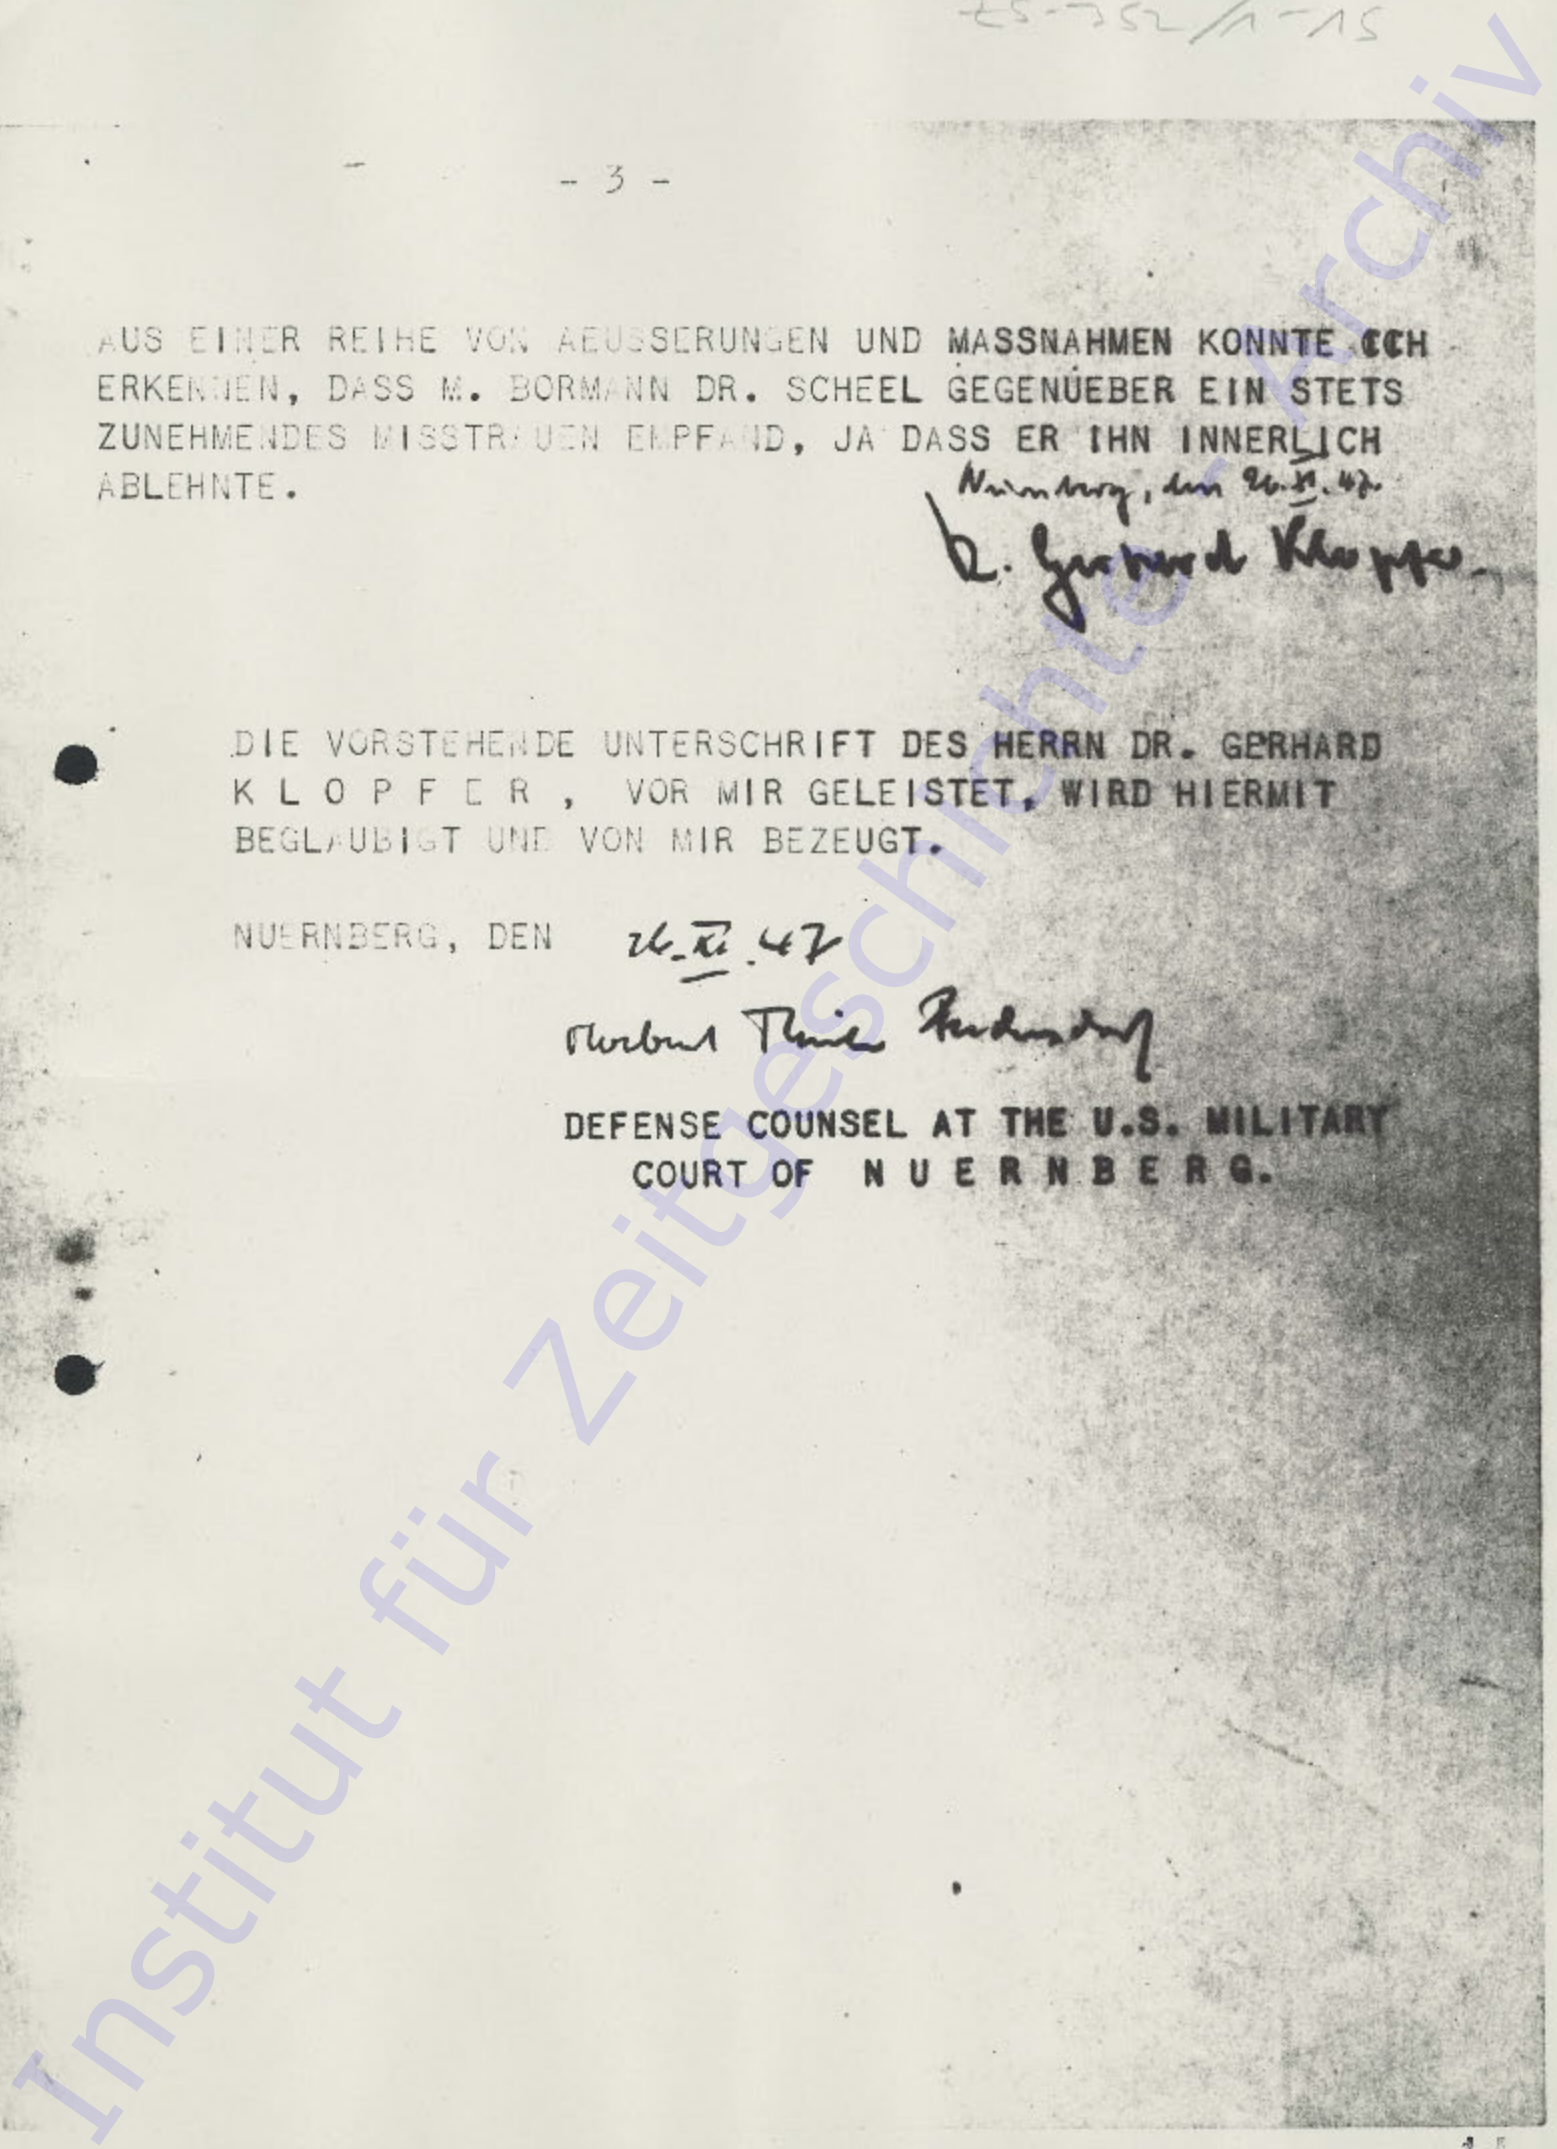 ZS-352/1-15
- 3 -
AUS EINER REIHE VON AEUSSERUNGEN UND MASSNAHMEN KONNTE ICH
ERKENNEN, DASS M. BORMANN DR. SCHEEL GEGENUEBER EIN STETS
ZUNEHMENDES MISSTRAUEN EMPFAND, JA DASS ER IHN INNERLICH
ABLEHNTE.
Nürnberg, den 26.XI.47.
Dr. Gerhard Klopfer.
DIE VORSTEHENDE UNTERSCHRIFT DES HERRN DR. GERHARD
K L O P F E R , VOR MIR GELEISTET, WIRD HIERMIT
BEGLAUBIGT UND VON MIR BEZEUGT.
NUERNBERG, DEN 26.XI.47
DEFENSE COUNSEL AT THE U.S. MILITARY
COURT OF N U E R N B E R G.
Institut für Zeitgeschichte - Archiv